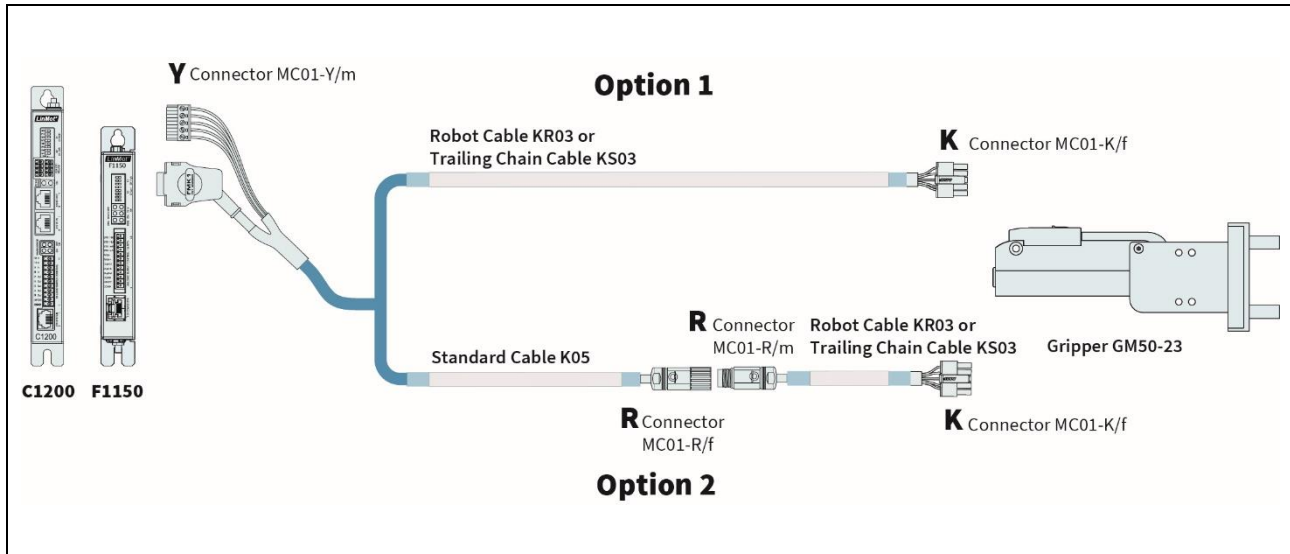 Y Connector MC01-Y/m
Option 1
Robot Cable KR03 or
Trailing Chain Cable KS03
K Connector MC01-K/f
LinMot
LinMot
F1150
C1200
C1200 F1150
R Connector
MC01-R/m
Robot Cable KR03 or
Trailing Chain Cable KS03
Gripper GM50-23
Standard Cable K05
R Connector
MC01-R/f
K Connector MC01-K/f
Option 2